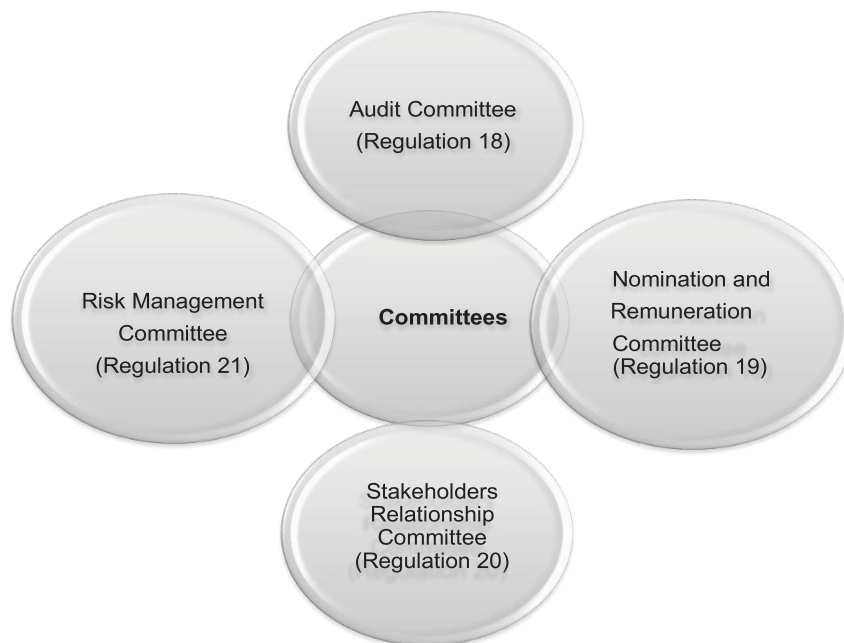 Audit Committee
(Regulation 18)
Risk Management
Committee
(Regulation 21)
Committees
Nomination and
Remuneration
Committee
(Regulation 19)
Stakeholders
Relationship
Committee
(Regulation 20)